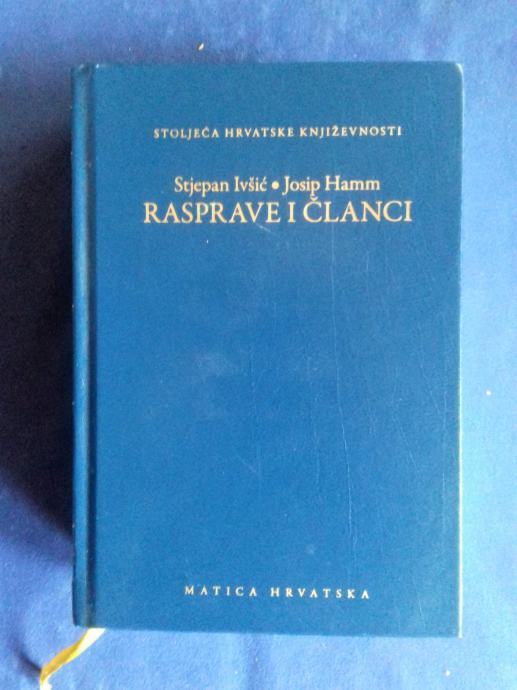 STOLJEĆA HRVATSKE KNJIŽEVNOSTI
Stjepan Ivšić • Josip Hamm
RASPRAVE I ČLANCI
MATICA HRVATSKA